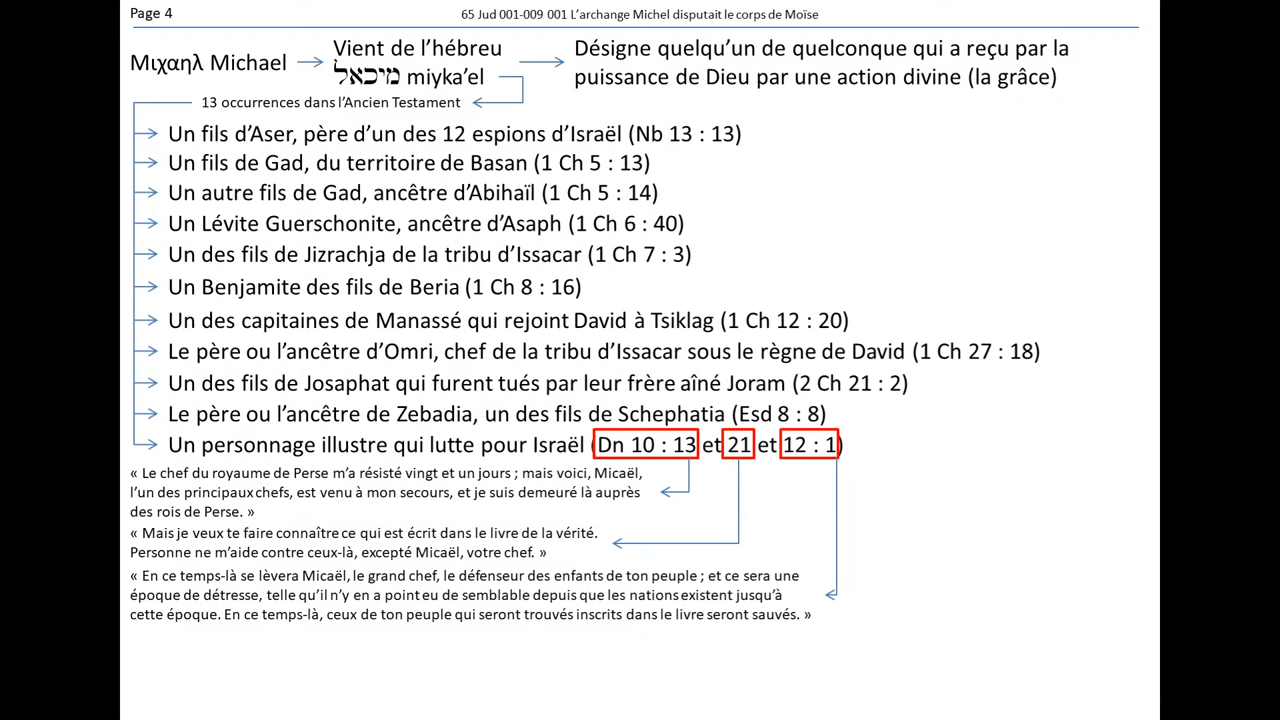 Page 4
65 Jud 001-009 001 L’archange Michel disputait le corps de Moïse
Μιχαηλ Michael
Vient de l’hébreu
מיכאל miyka’el
Désigne quelqu’un de quelconque qui a reçu par la
puissance de Dieu par une action divine (la grâce)
13 occurrences dans l’Ancien Testament
Un fils d’Aser, père d’un des 12 espions d’Israël (Nb 13 : 13)
Un fils de Gad, du territoire de Basan (1 Ch 5 : 13)
Un autre fils de Gad, ancêtre d’Abihaïl (1 Ch 5 : 14)
Un Lévite Guerschonite, ancêtre d’Asaph (1 Ch 6 : 40)
Un des fils de Jizrachja de la tribu d’Issacar (1 Ch 7 : 3)
Un Benjamite des fils de Beria (1 Ch 8 : 16)
Un des capitaines de Manassé qui rejoint David à Tsiklag (1 Ch 12 : 20)
Le père ou l’ancêtre d’Omri, chef de la tribu d’Issacar sous le règne de David (1 Ch 27 : 18)
Un des fils de Josaphat qui furent tués par leur frère aîné Joram (2 Ch 21 : 2)
Le père ou l’ancêtre de Zebadia, un des fils de Schephatia (Esd 8 : 8)
Un personnage illustre qui lutte pour Israël (Dn 10 : 13 et 21 et 12 : 1)
« Le chef du royaume de Perse m’a résisté vingt et un jours ; mais voici, Micaël,
l’un des principaux chefs, est venu à mon secours, et je suis demeuré là auprès
des rois de Perse. »
« Mais je veux te faire connaître ce qui est écrit dans le livre de la vérité.
Personne ne m’aide contre ceux-là, excepté Micaël, votre chef. »
« En ce temps-là se lèvera Micaël, le grand chef, le défenseur des enfants de ton peuple ; et ce sera une
époque de détresse, telle qu’il n’y en a point eu de semblable depuis que les nations existent jusqu’à
cette époque. En ce temps-là, ceux de ton peuple qui seront trouvés inscrits dans le livre seront sauvés. »